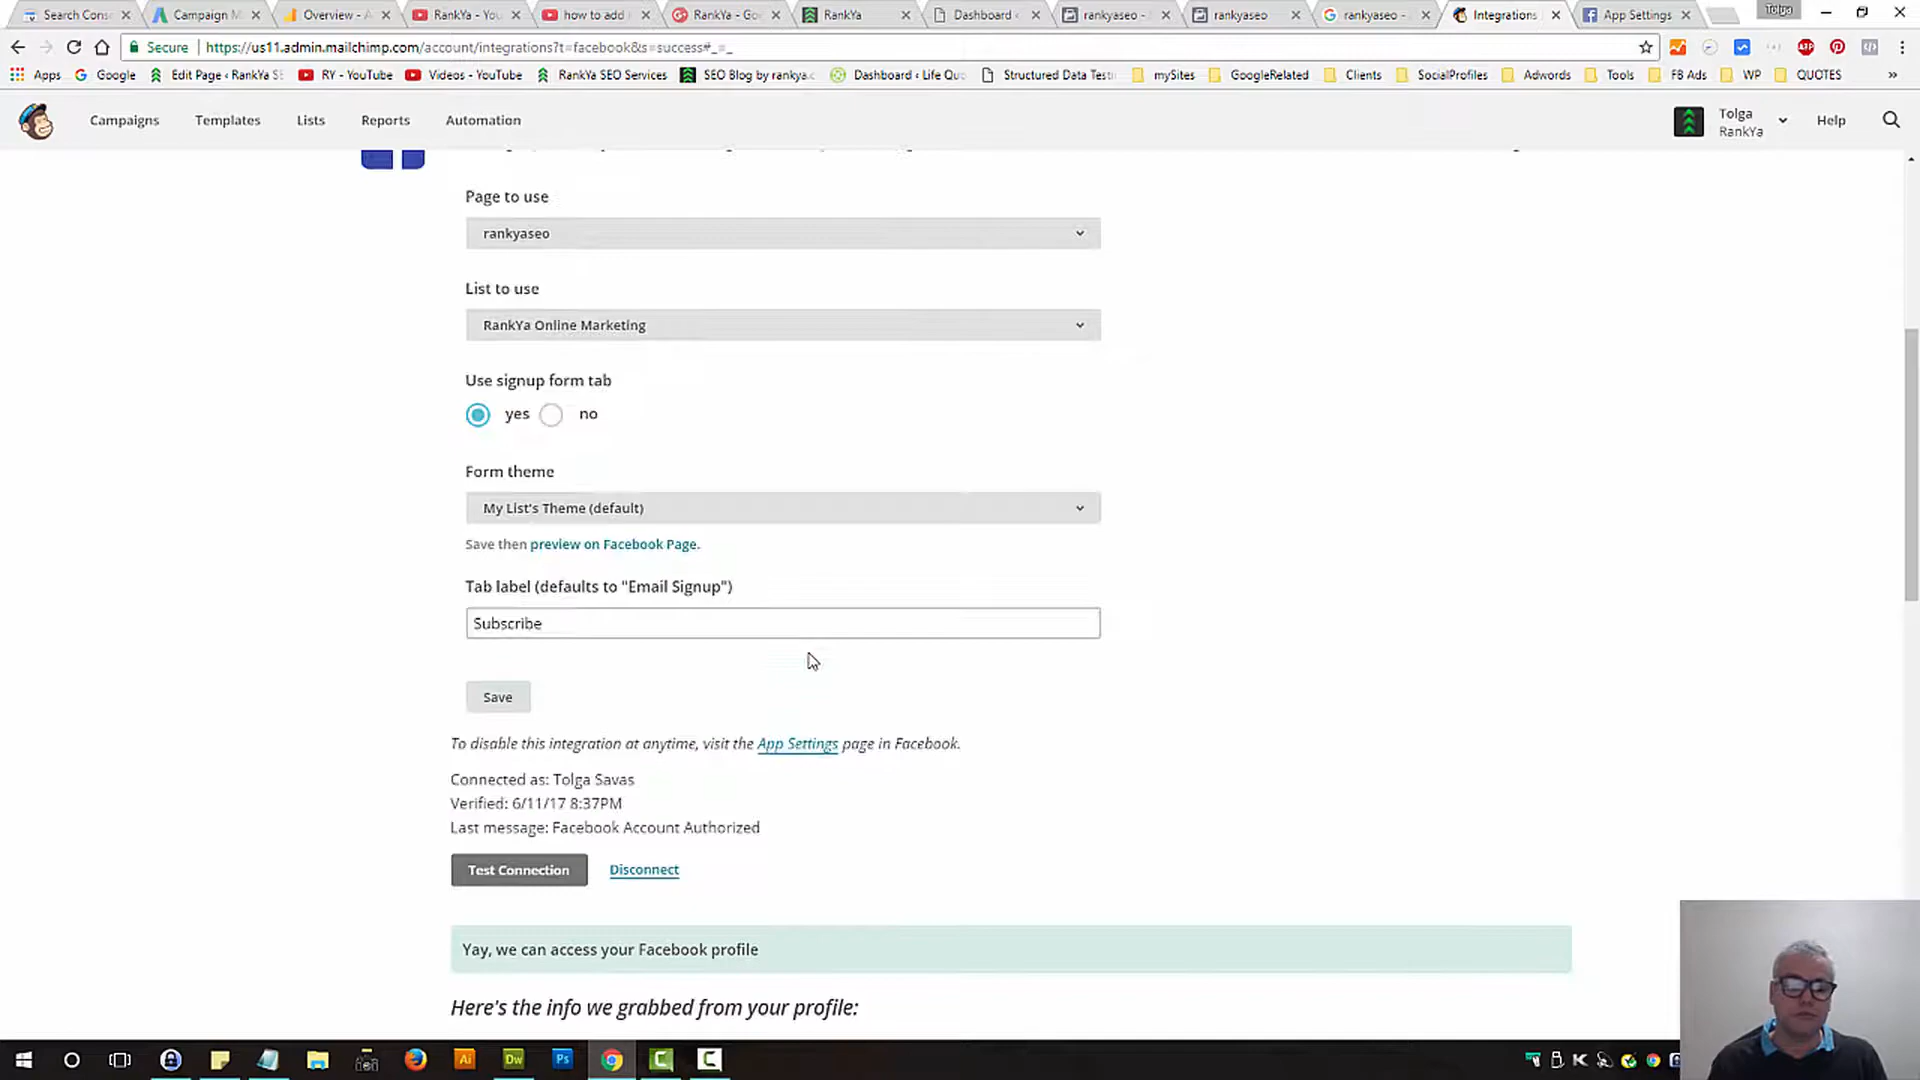 Search Cons
Campaign M
Overview - A
RankYa - You
how to add
RankYa - Go
RankYa
Dashboard ‹
rankyaseo -
rankyaseo
rankyaseo -
Integrations
App Settings
Tolga
Secure | https://us11.admin.mailchimp.com/account/integrations?t=facebook&s=success#_=_
Apps Google Edit Page ‹ RankYa SE RY - YouTube Videos - YouTube RankYa SEO Services SEO Blog by rankya.c Dashboard ‹ Life Quo Structured Data Testi mySites GoogleRelated Clients SocialProfiles Adwords Tools FB Ads WP QUOTES »
Campaigns Templates Lists Reports Automation
Tolga
RankYa
Help
Page to use
rankyaseo
List to use
RankYa Online Marketing
Use signup form tab
yes no
Form theme
My List's Theme (default)
Save then preview on Facebook Page.
Tab label (defaults to "Email Signup")
Subscribe
Save
To disable this integration at anytime, visit the App Settings page in Facebook.
Connected as: Tolga Savas
Verified: 6/11/17 8:37PM
Last message: Facebook Account Authorized
Test Connection Disconnect
Yay, we can access your Facebook profile
Here's the info we grabbed from your profile:
Ai Dw Ps